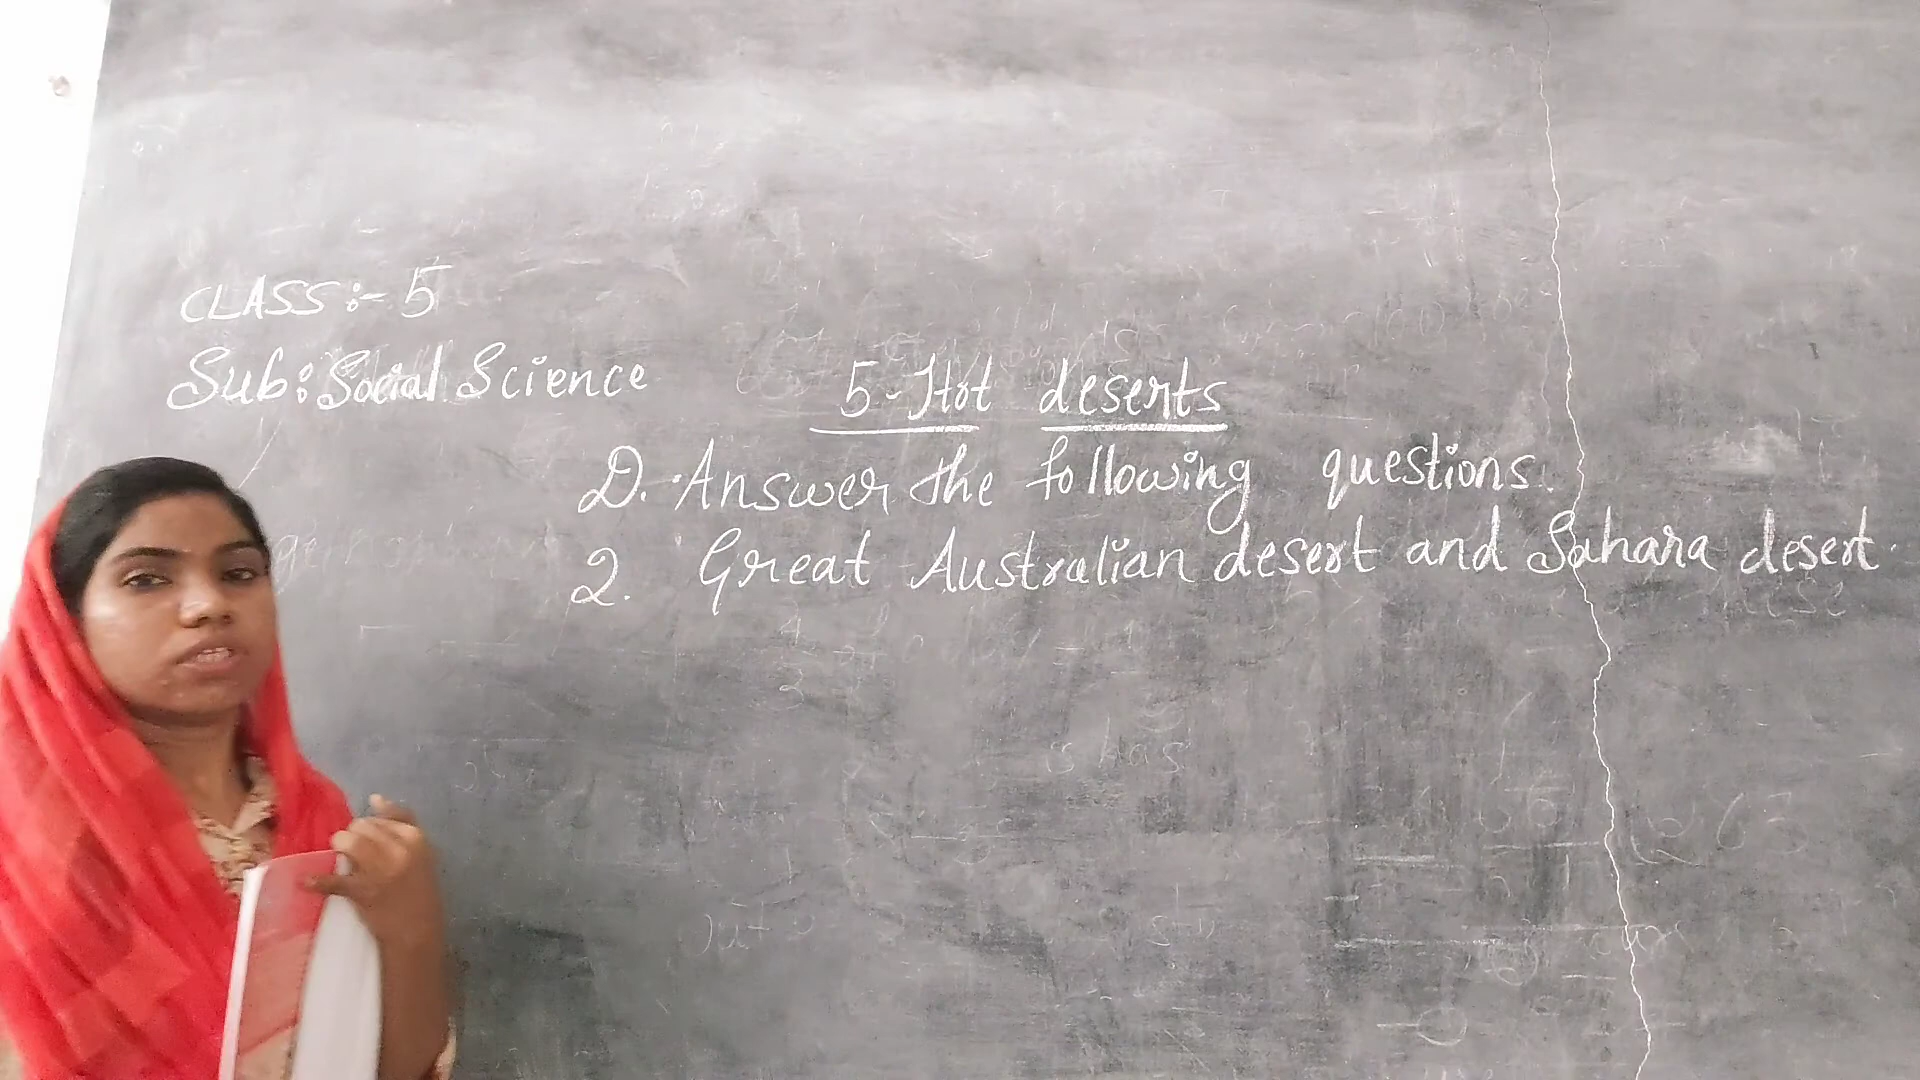 CLASS:- 5
Sub: Social Science
5-Hot deserts
D. Answer the following questions.
2. Great Australian desert and Sahara desert.